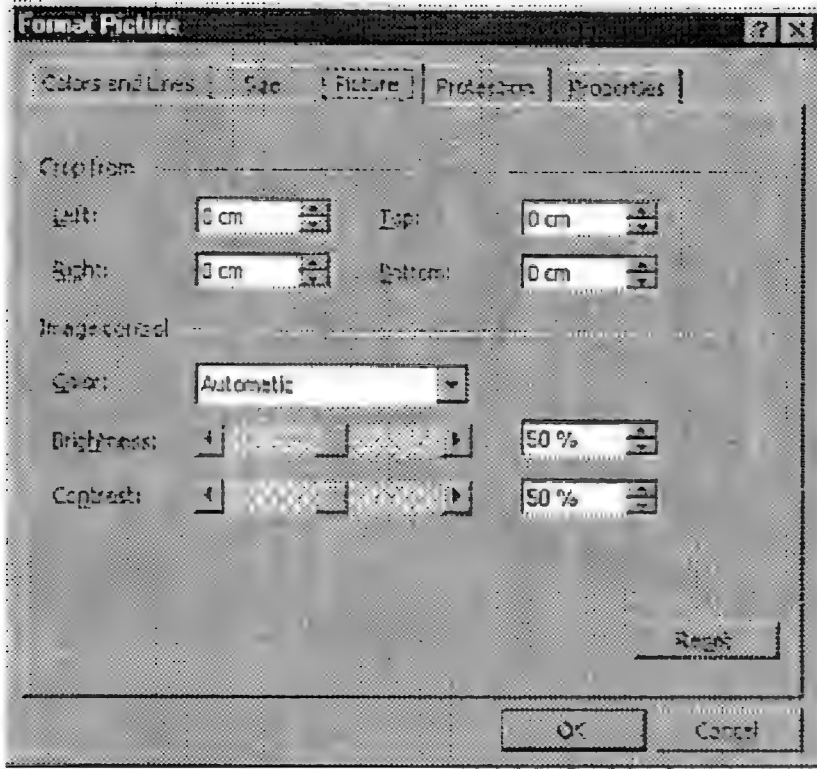 Format Picture ? ×
Colors and Lines Size Picture Protection Properties
Crop from
Left: 0 cm Top: 0 cm
Right: 0 cm Bottom: 0 cm
Image control
Color: Automatic
Brightness: 50 %
Contrast: 50 %
Reset
OK Cancel